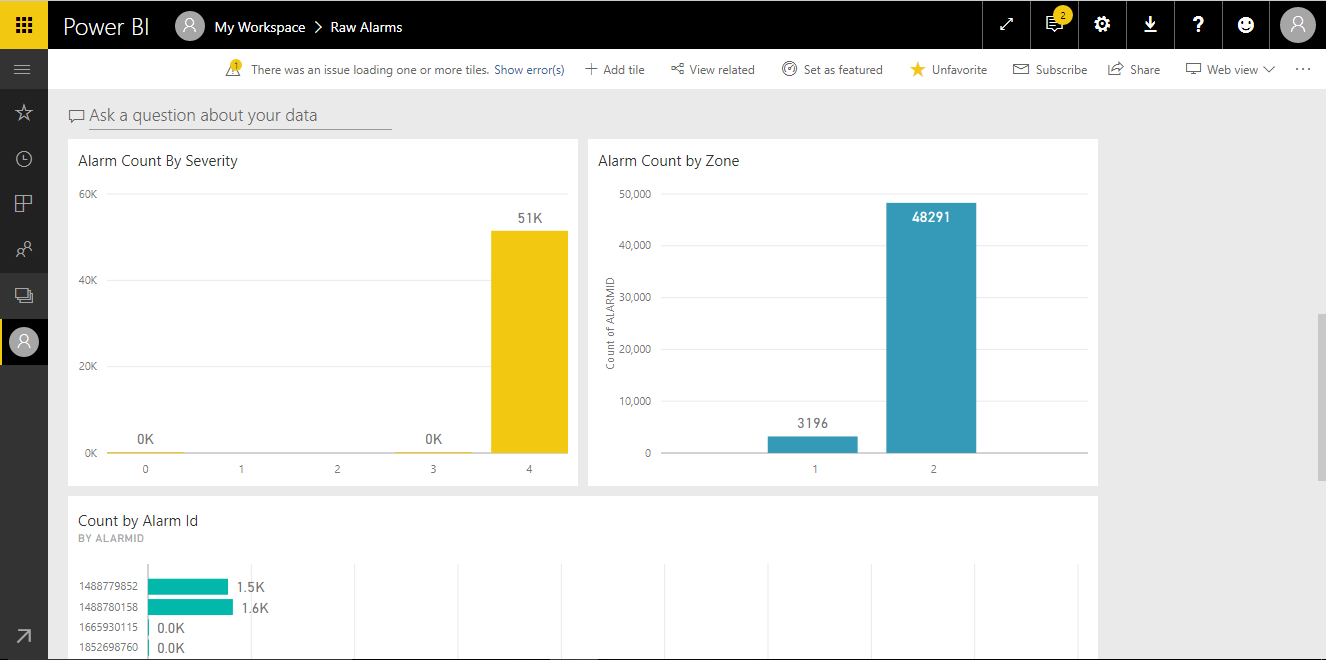 Power BI My Workspace > Raw Alarms 2
1 There was an issue loading one or more tiles. Show error(s) + Add tile View related Set as featured Unfavorite Subscribe Share Web view ...
Ask a question about your data
Alarm Count By Severity
60K
51K
40K
20K
0K 0K
0K
0 1 2 3 4
Alarm Count by Zone
50,000
48291
40,000
30,000
Count of ALARMID
20,000
10,000
3196
0
1 2
Count by Alarm Id
BY ALARMID
1488779852 1.5K
1488780158 1.6K
1665930115 0.0K
1852698760 0.0K